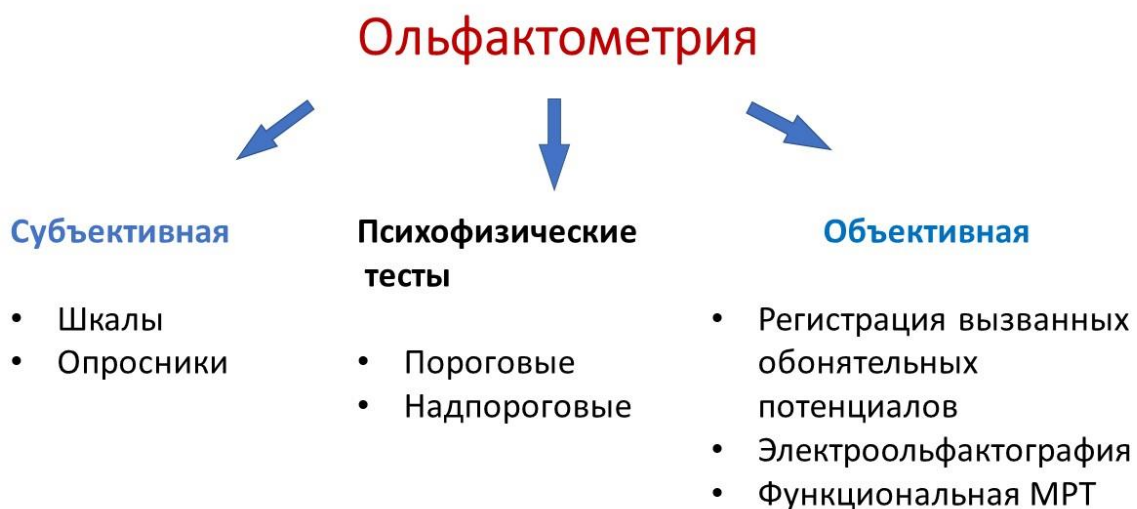 Ольфактометрия
Субъективная
• Шкалы
• Опросники
Психофизические
тесты
• Пороговые
• Надпороговые
Объективная
• Регистрация вызванных
обонятельных
потенциалов
• Электроольфактография
• Функциональная МРТ